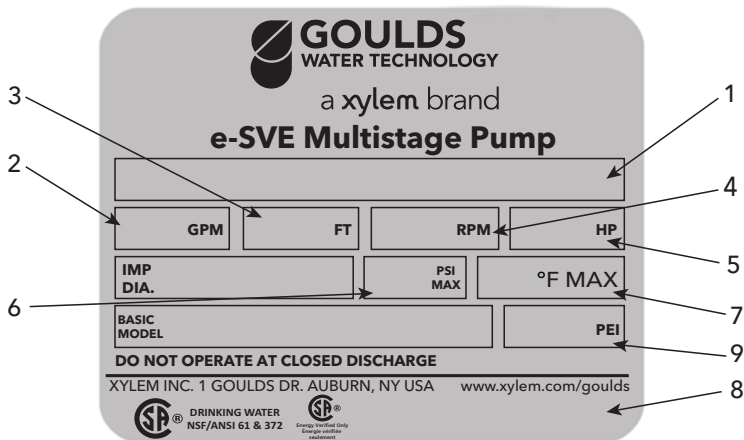 GOULDS
WATER TECHNOLOGY
a xylem brand
e-SVE Multistage Pump
3
1
2
GPM
FT
RPM
HP
4
5
IMP
DIA.
PSI
MAX
°F MAX
6
7
BASIC
MODEL
PEI
9
DO NOT OPERATE AT CLOSED DISCHARGE
XYLEM INC. 1 GOULDS DR. AUBURN, NY USA www.xylem.com/goulds
8
SA ® DRINKING WATER
NSF/ANSI 61 & 372
SA ®
Energy Verified Only
Énergie vérifiée
seulement